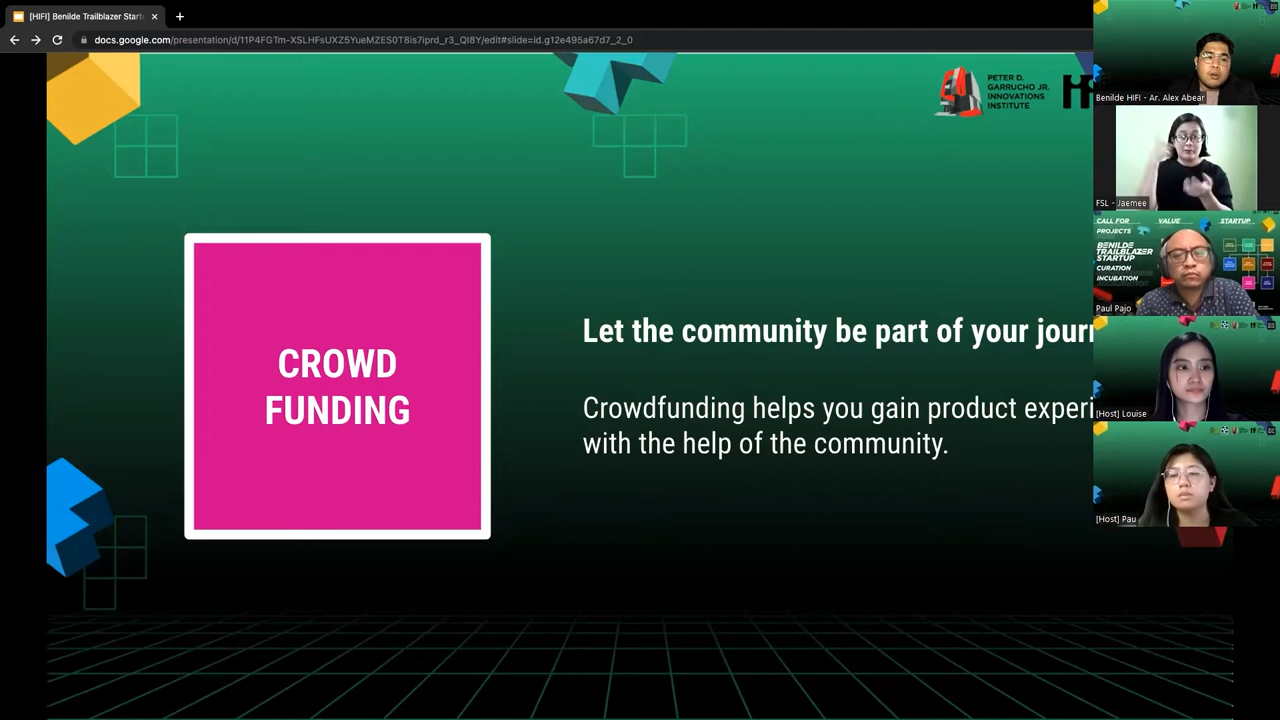 [HIFI] Benilde Trailblazer Start
docs.google.com/presentation/d/11P4FGTm-XSLHFsUXZ5YueMZES0T8is7iprd_r3_QI8Y/edit#slide=id.g12e495a67d7_2_0
PETER D.
GARRUCHO JR.
INNOVATIONS
INSTITUTE
CROWD
FUNDING
Let the community be part of your journ
Crowdfunding helps you gain product experi
with the help of the community.
Benilde HIFI - Ar. Alex Abear
FSL - Jaemee
CALL FOR
PROJECTS
VALUE
STARTUP
BENILDE
TRAILBLAZER
STARTUP
CURATION
INCUBATION
Paul Pajo
[Host] Louise
[Host] Pau